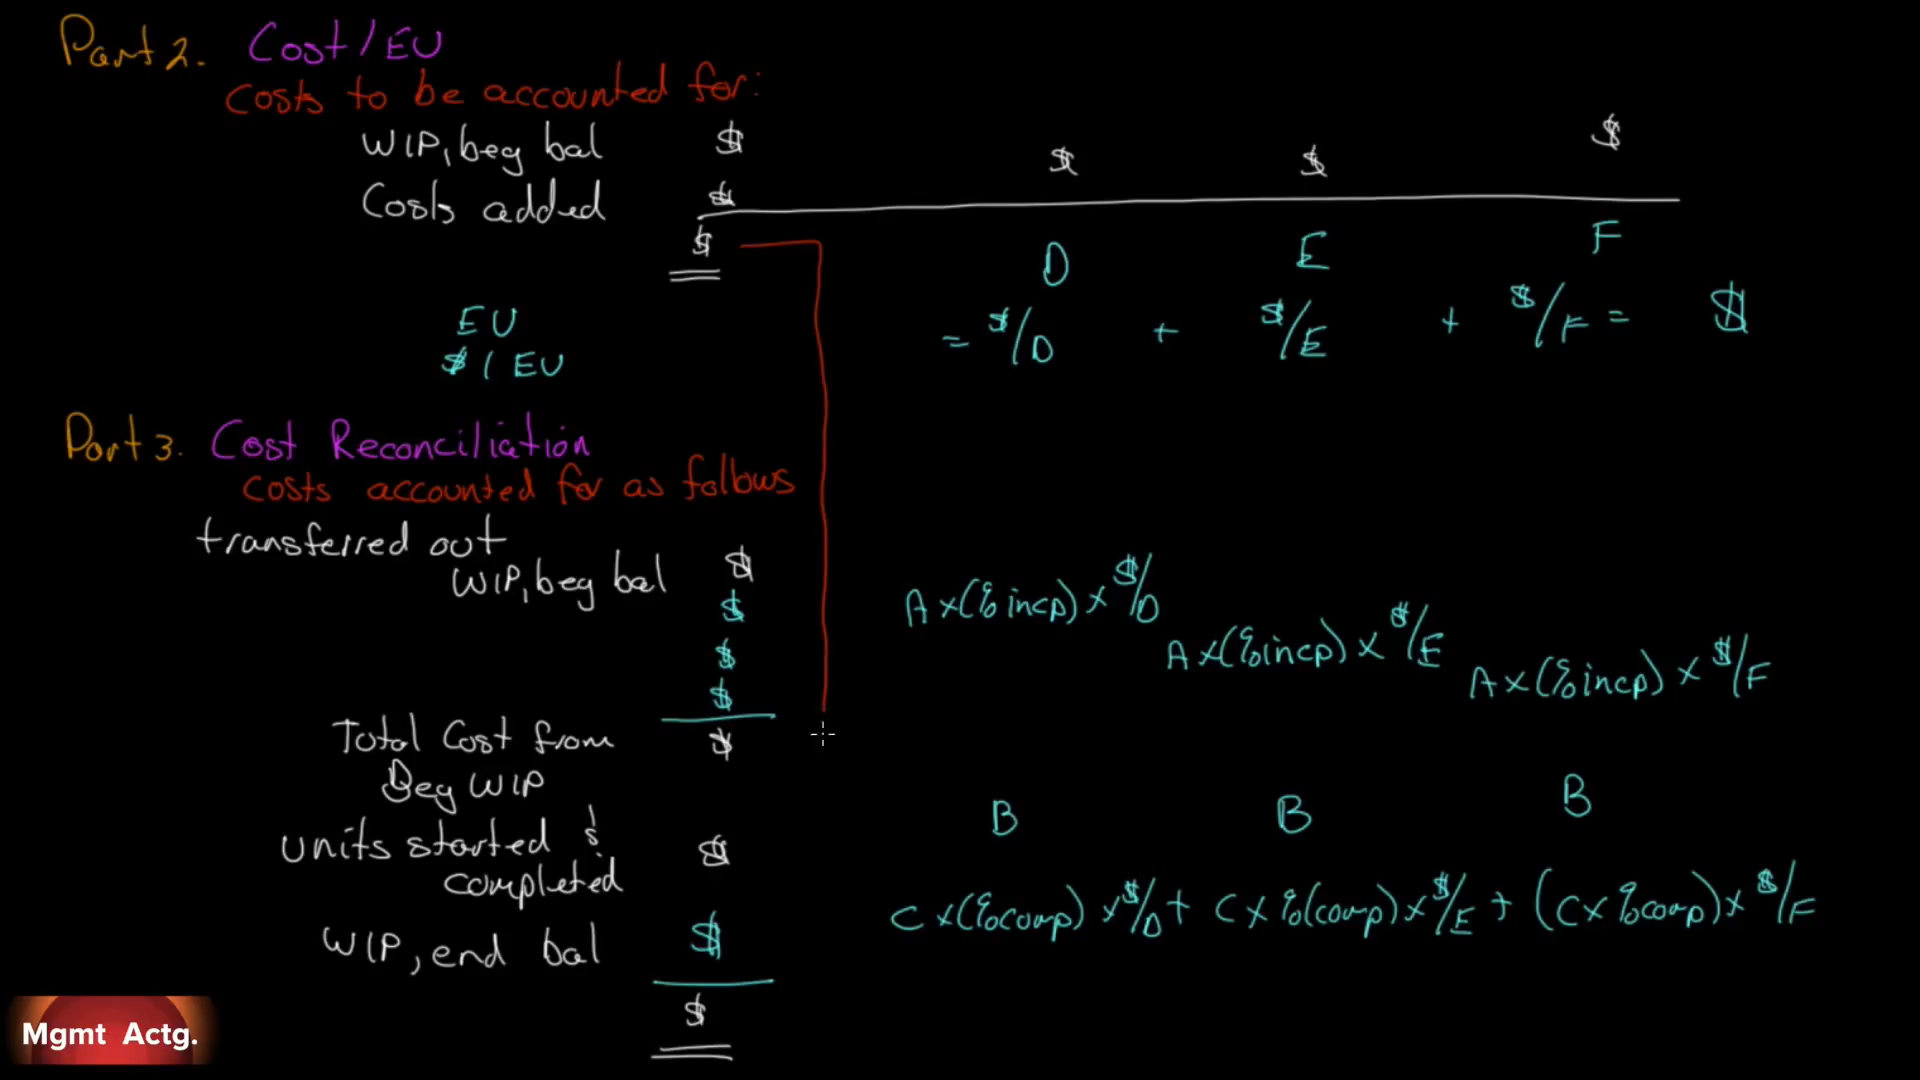 Part 2. Cost/EU
Costs to be accounted for:
WIP, beg bal $ $ $ $
Costs added $
$ D E F
EU = $/D + $/E + $/F = $
$/EU
Part 3. Cost Reconciliation
Costs accounted for as follows
transferred out
WIP, beg bal $
$ A x (% incp) x $/D
$ A x (% incp) x $/E
$ A x (% incp) x $/F
Total Cost from $
Beg WIP
units started & $ B B B
completed
WIP, end bal $ C x (% comp) x $/D + C x % (comp) x $/E + (C x % comp) x $/F
$
Mgmt Actg.